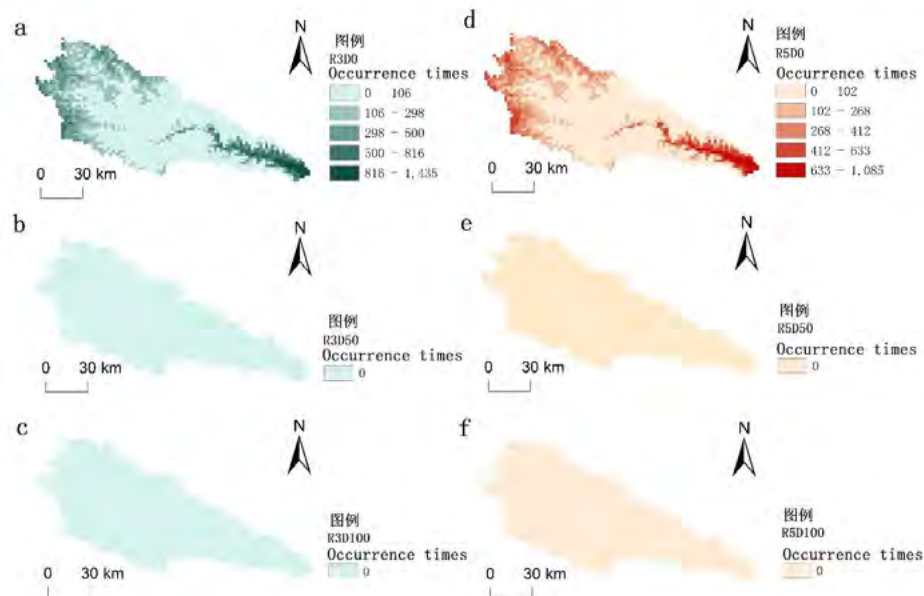 a
N
图例
R3D0
Occurrence times
0 106
106 - 298
298 - 500
500 - 816
816 - 1,435
0 30 km
d
N
图例
R5D0
Occurrence times
0 102
102 - 268
268 - 412
412 - 633
633 - 1,085
0 30 km
b
N
图例
R3D50
Occurrence times
0
0 30 km
e
N
图例
R5D50
Occurrence times
0
0 30 km
c
N
图例
R3D100
Occurrence times
0
0 30 km
f
N
图例
R5D100
Occurrence times
0
0 30 km